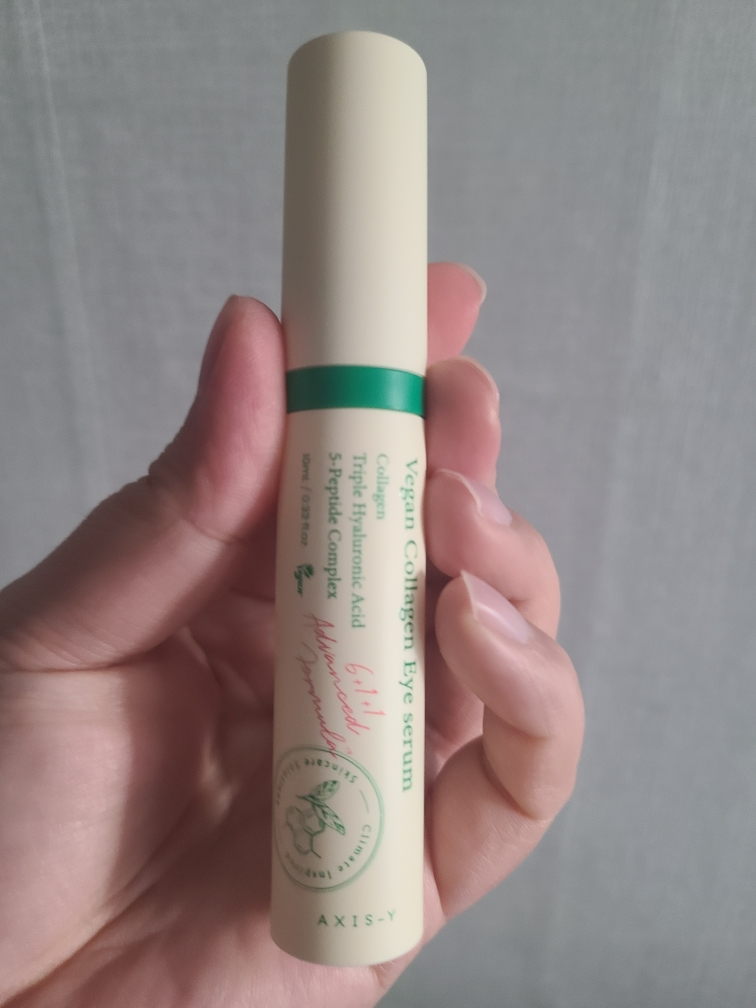 Vegan Collagen Eye serum
Collagen
Triple Hyaluronic Acid
5-Peptide Complex
10mL / 0.33 fl.oz
Vegan
6+1+1
Advanced
Formula
Climate Inspired
Skincare Solutions
AXIS-Y